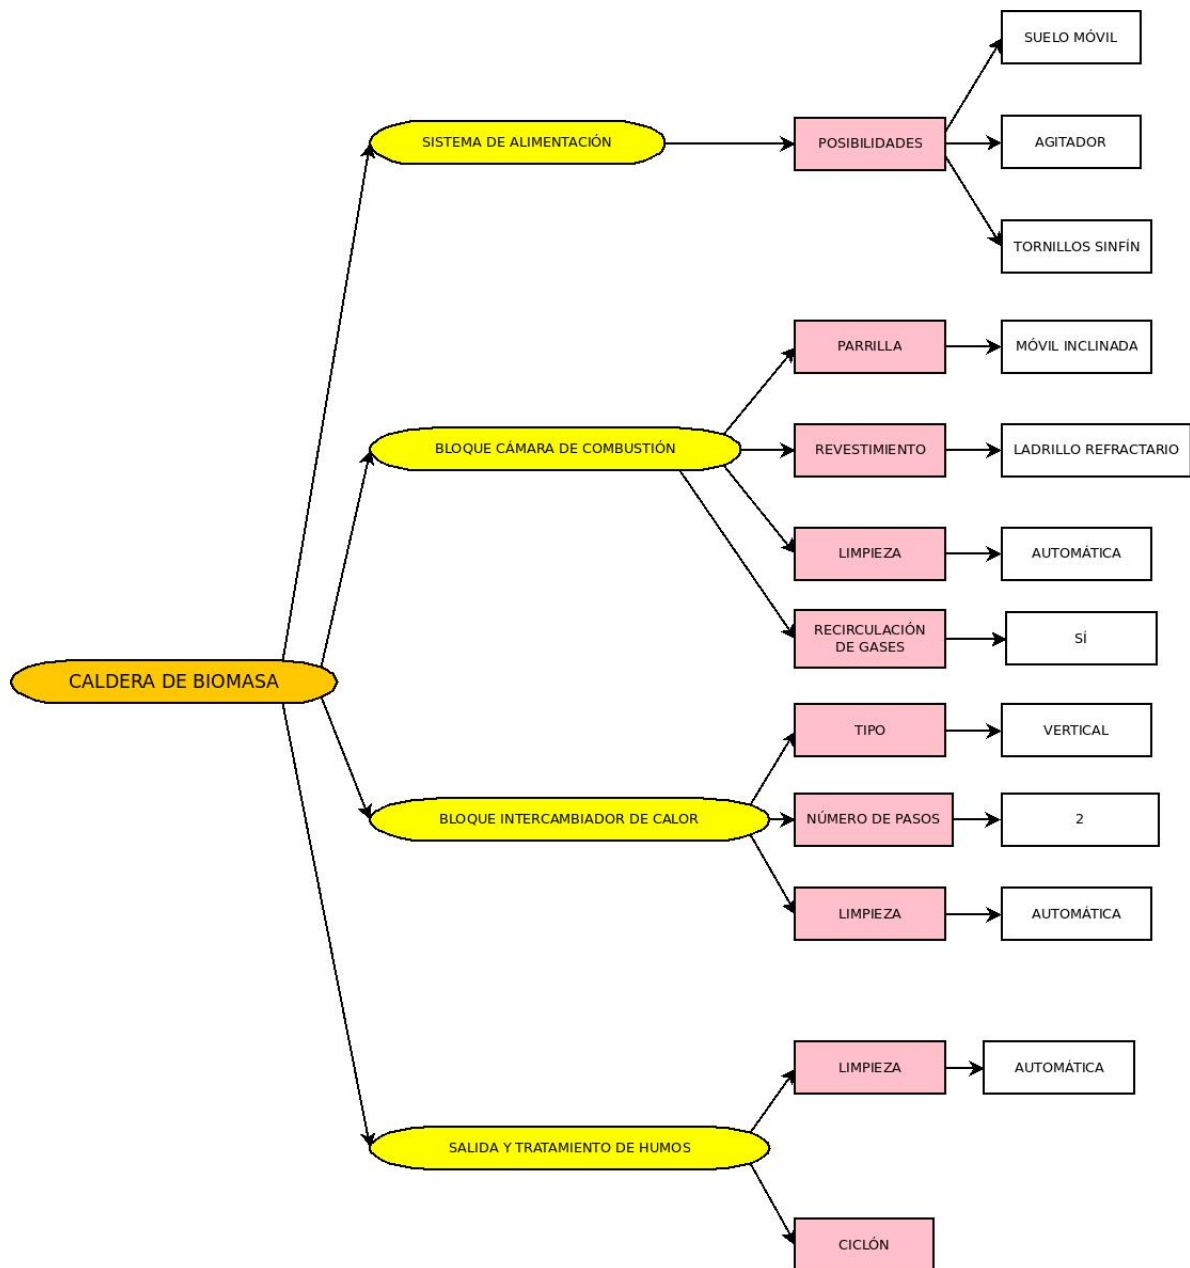 SUELO MÓVIL
SISTEMA DE ALIMENTACIÓN
POSIBILIDADES
AGITADOR
TORNILLOS SINFÍN
PARRILLA
MÓVIL INCLINADA
BLOQUE CÁMARA DE COMBUSTIÓN
REVESTIMIENTO
LADRILLO REFRACTARIO
LIMPIEZA
AUTOMÁTICA
RECIRCULACIÓN
DE GASES
SÍ
CALDERA DE BIOMASA
TIPO
VERTICAL
BLOQUE INTERCAMBIADOR DE CALOR
NÚMERO DE PASOS
2
LIMPIEZA
AUTOMÁTICA
LIMPIEZA
AUTOMÁTICA
SALIDA Y TRATAMIENTO DE HUMOS
CICLÓN